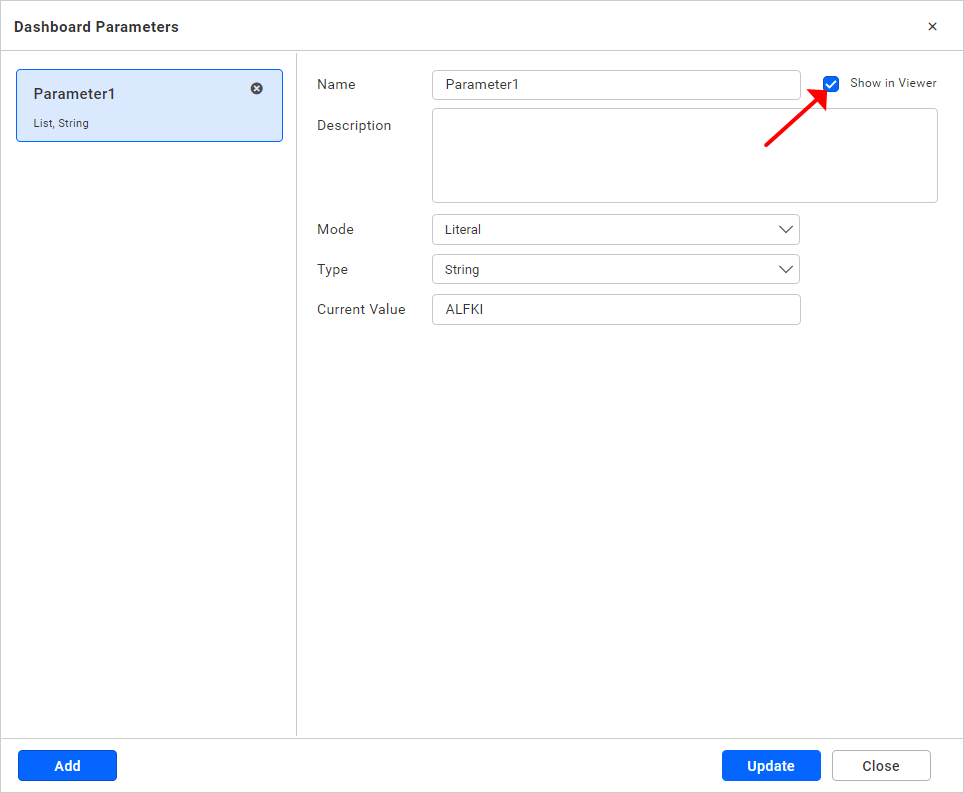 Dashboard Parameters
Parameter1
List, String
Name
Parameter1
Show in Viewer
Description
Mode
Literal
Type
String
Current Value
ALFKI
Add
Update
Close